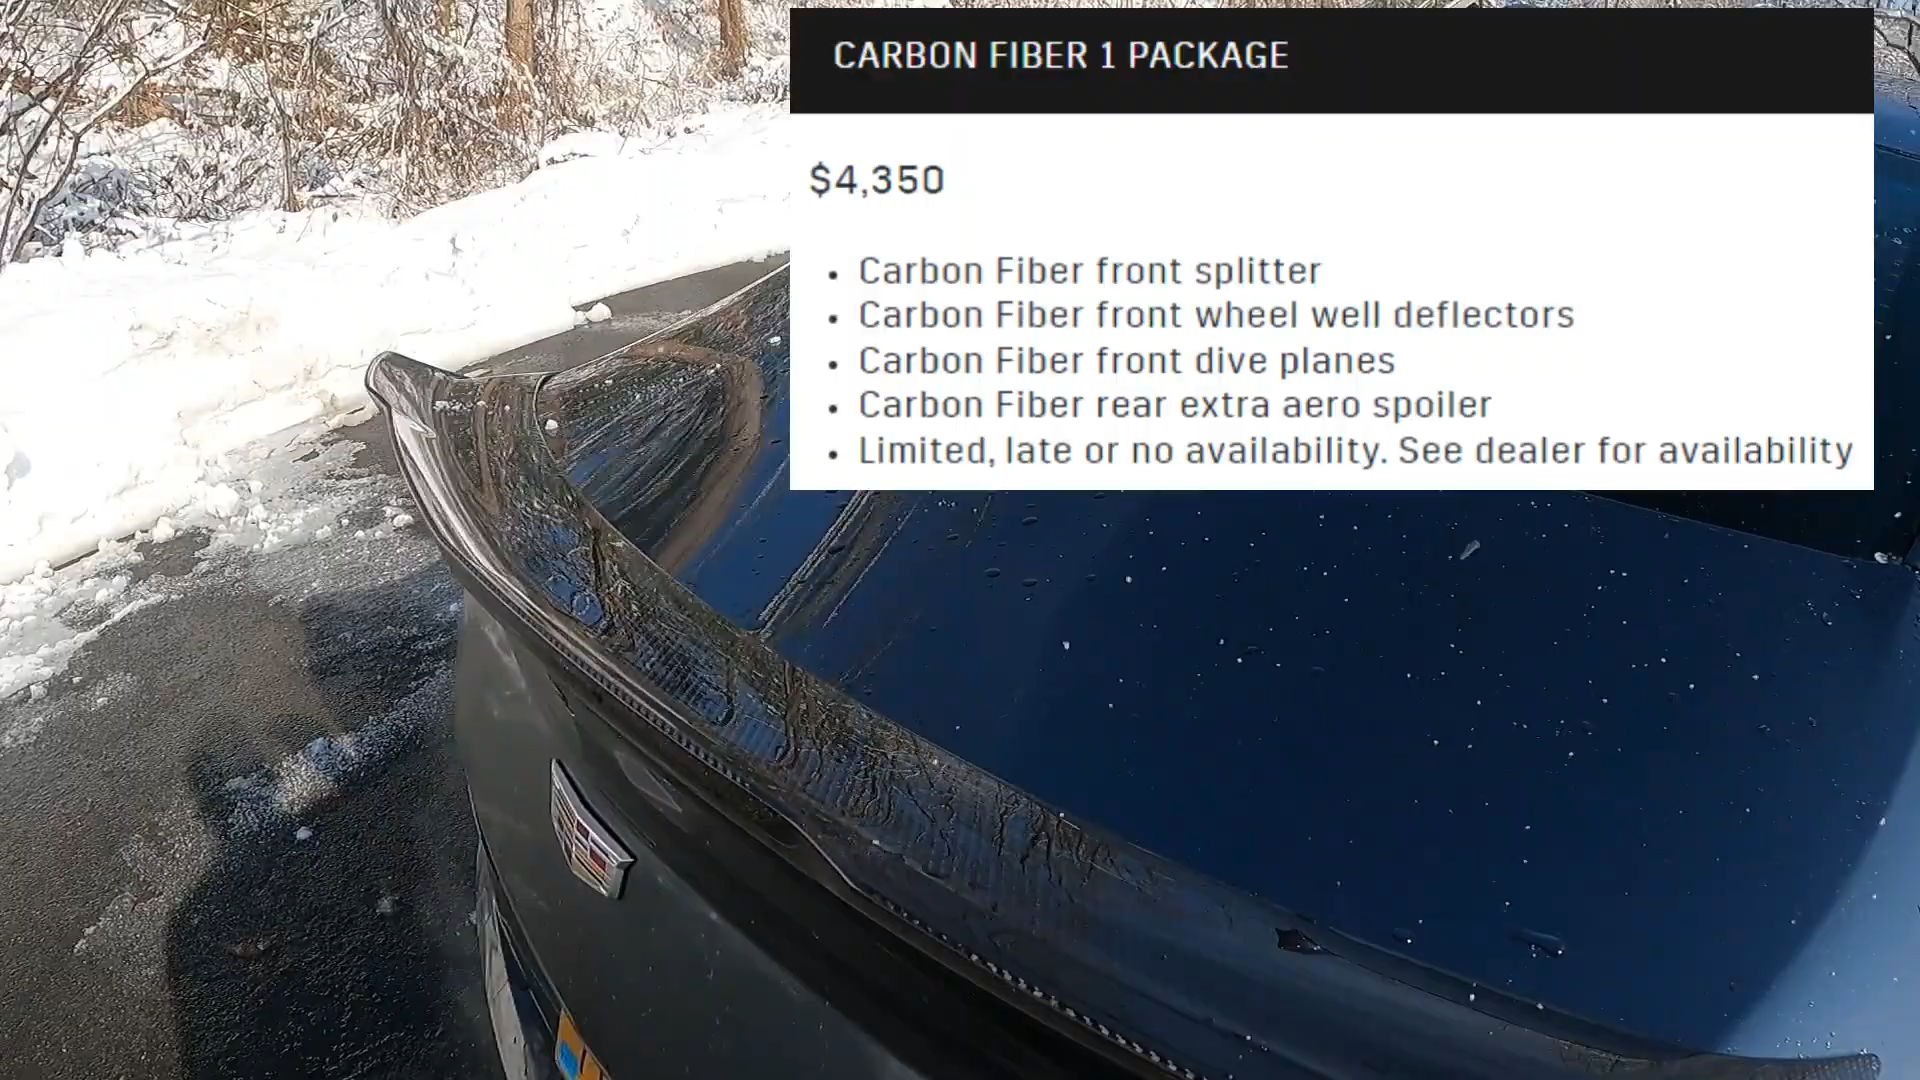 CARBON FIBER 1 PACKAGE
$4,350
• Carbon Fiber front splitter
• Carbon Fiber front wheel well deflectors
• Carbon Fiber front dive planes
• Carbon Fiber rear extra aero spoiler
• Limited, late or no availability. See dealer for availability